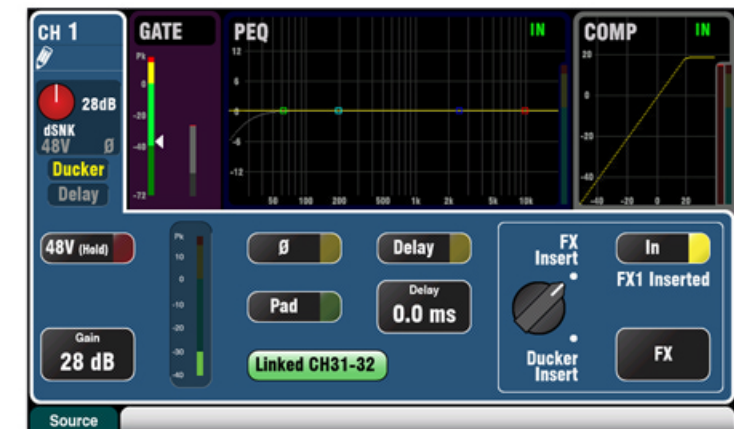 CH 1
28dB
dSNK
48V Ø
Ducker
Delay
GATE
Pk
0
-20
-40
-72
PEQ IN
12
6
0
-6
-12
50 100 200 500 1k 2k 5k 10k
COMP IN
20
0
-20
-40
-40 -20 0 20
48V (Hold)
Gain
28 dB
Pk
10
0
-10
-20
-30
-40
Ø
Pad
Linked CH31-32
Delay
Delay
0.0 ms
FX
Insert
Ducker
Insert
In
FX1 Inserted
FX
Source